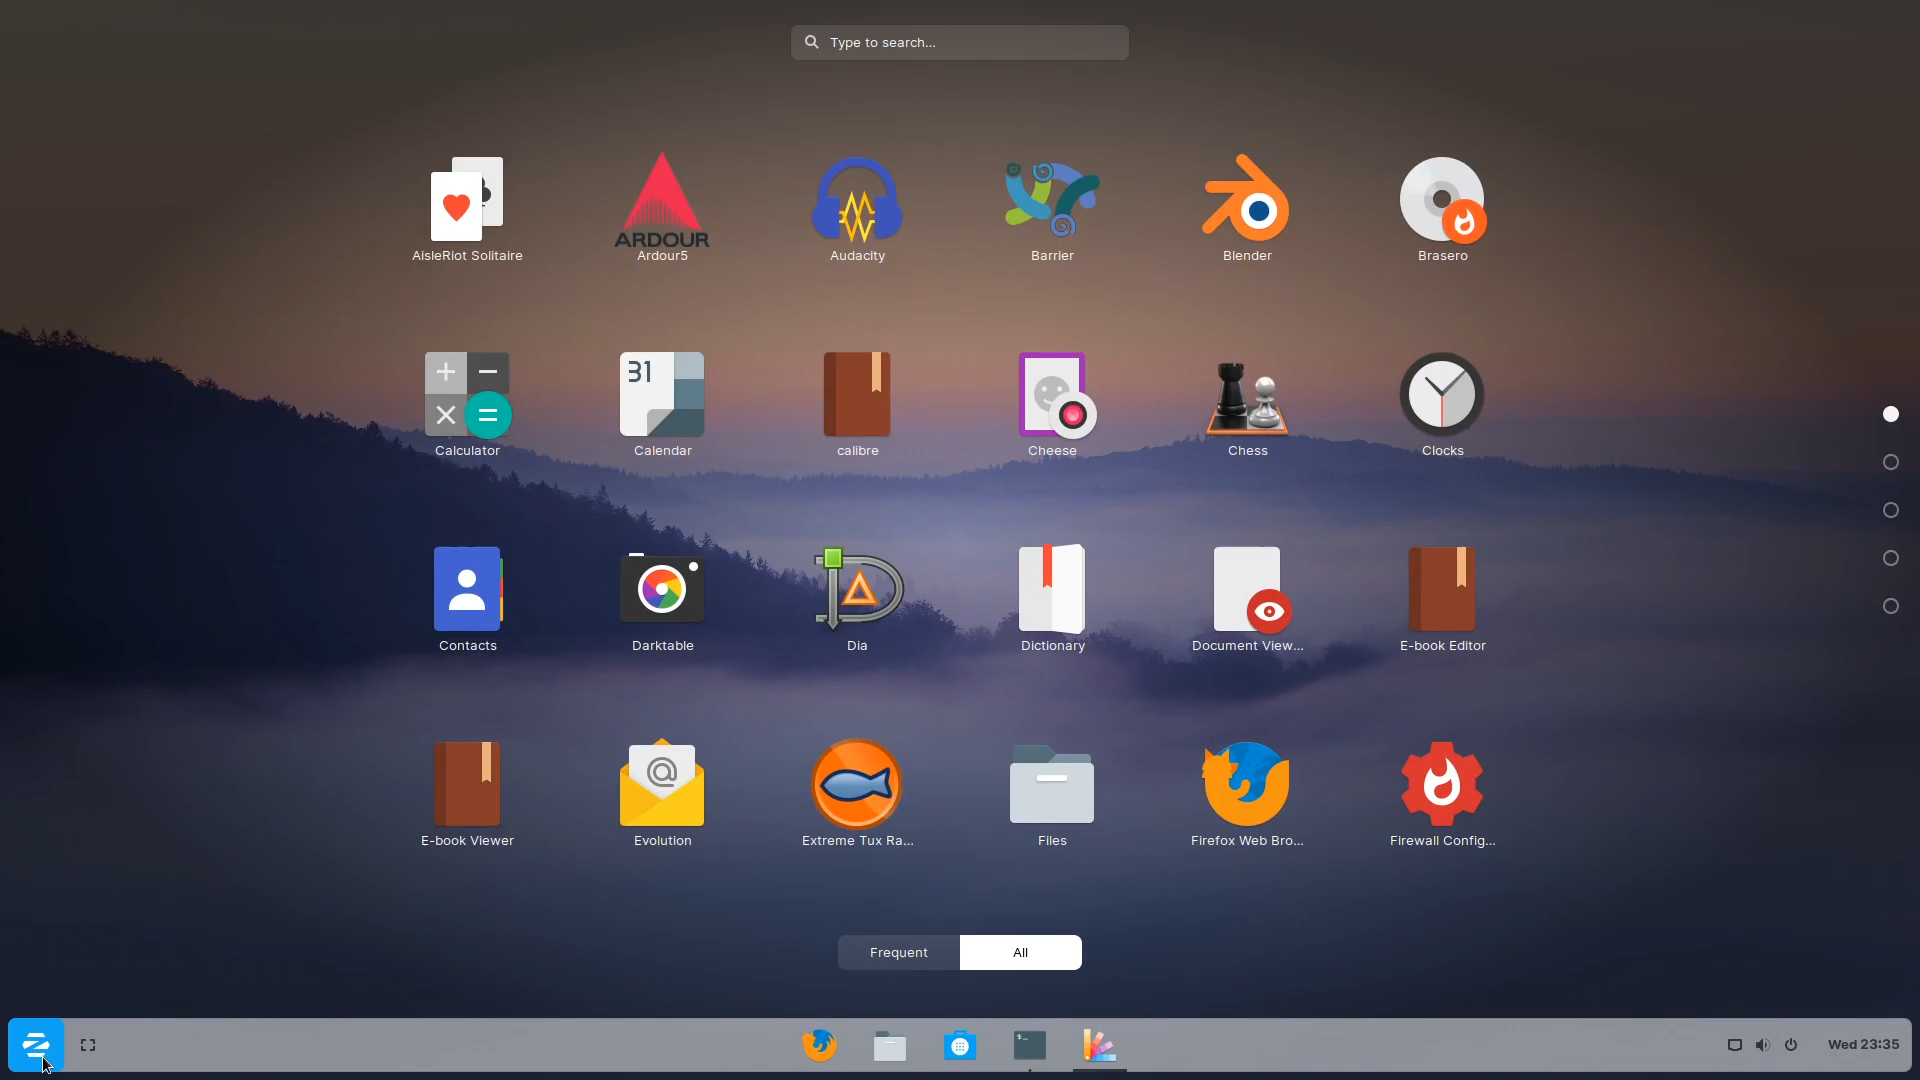 Type to search...
ARDOUR
AisleRiot Solitaire
Ardour5
Audacity
Barrier
Blender
Brasero
31
Calculator
Calendar
calibre
Cheese
Chess
Clocks
Contacts
Darktable
Dia
Dictionary
Document View...
E-book Editor
@
E-book Viewer
Evolution
Extreme Tux Ra...
Files
Firefox Web Bro...
Firewall Config...
Frequent
All
$_
Wed 23:35